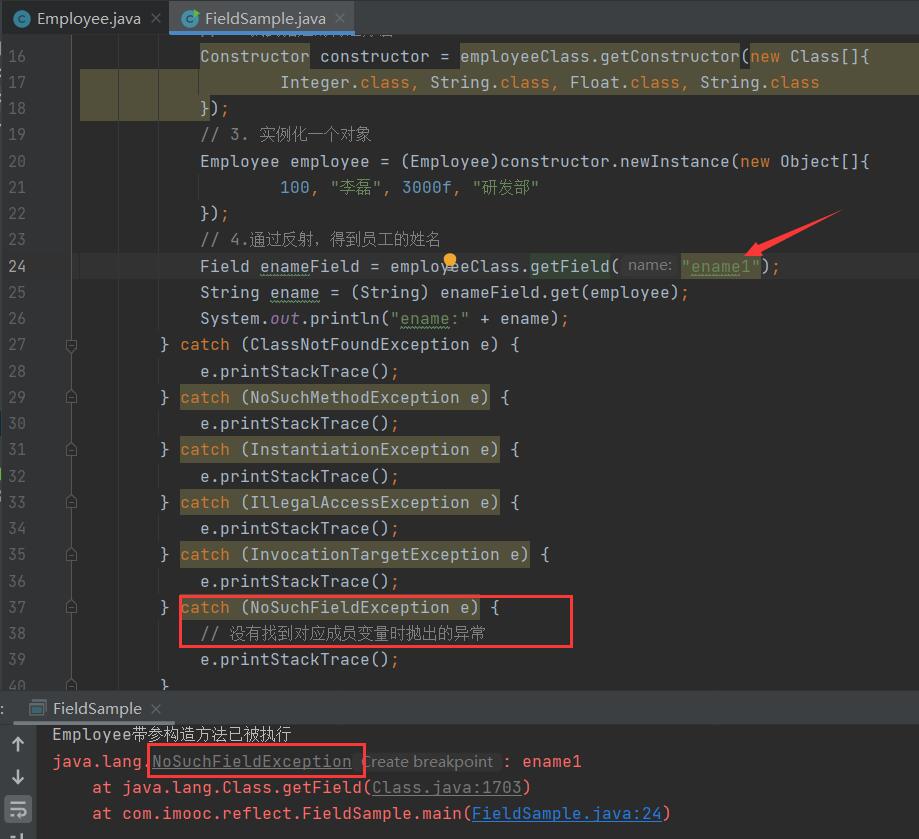 Employee.java
FieldSample.java
16 Constructor constructor = employeeClass.getConstructor(new Class[]{
17 Integer.class, String.class, Float.class, String.class
18 });
19 // 3. 实例化一个对象
20 Employee employee = (Employee)constructor.newInstance(new Object[]{
21 100, "李磊", 3000f, "研发部"
22 });
23 // 4.通过反射，得到员工的姓名
24 Field enameField = employeeClass.getField( name: "ename1");
25 String ename = (String) enameField.get(employee);
26 System.out.println("ename:" + ename);
27 } catch (ClassNotFoundException e) {
28 e.printStackTrace();
29 } catch (NoSuchMethodException e) {
30 e.printStackTrace();
31 } catch (InstantiationException e) {
32 e.printStackTrace();
33 } catch (IllegalAccessException e) {
34 e.printStackTrace();
35 } catch (InvocationTargetException e) {
36 e.printStackTrace();
37 } catch (NoSuchFieldException e) {
38 // 没有找到对应成员变量时抛出的异常
39 e.printStackTrace();
40 }
: FieldSample
Employee带参构造方法已被执行
java.lang.NoSuchFieldException Create breakpoint : ename1
at java.lang.Class.getField(Class.java:1703)
at com.imooc.reflect.FieldSample.main(FieldSample.java:24)